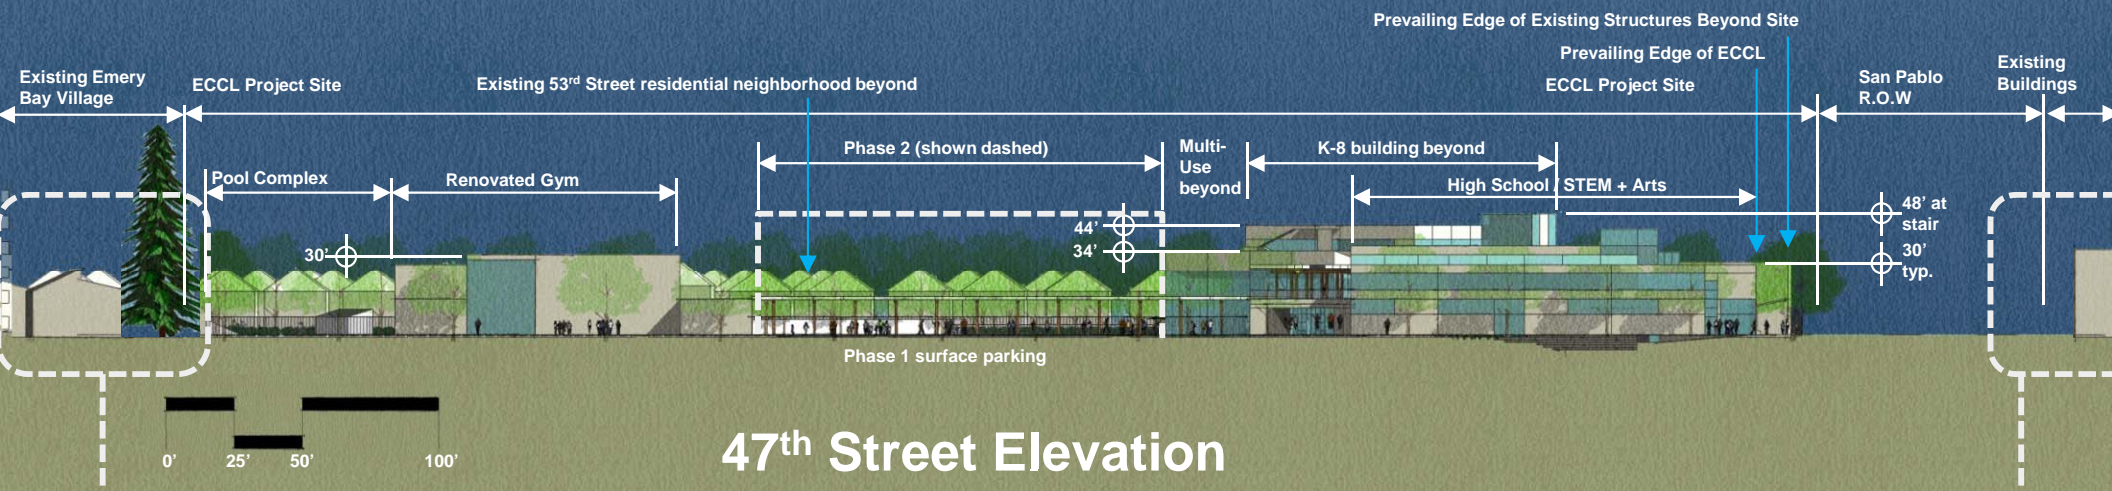 Prevailing Edge of Existing Structures Beyond Site
Prevailing Edge of ECCL
Existing Emery
Bay Village
ECCL Project Site
Existing 53rd Street residential neighborhood beyond
ECCL Project Site
San Pablo
R.O.W
Existing
Buildings
Phase 2 (shown dashed)
Multi-
Use
beyond
K-8 building beyond
Pool Complex
Renovated Gym
High School / STEM + Arts
48’ at
stair
44’
34’
30’
30’
typ.
Phase 1 surface parking
0’ 25’ 50’ 100’
47th Street Elevation